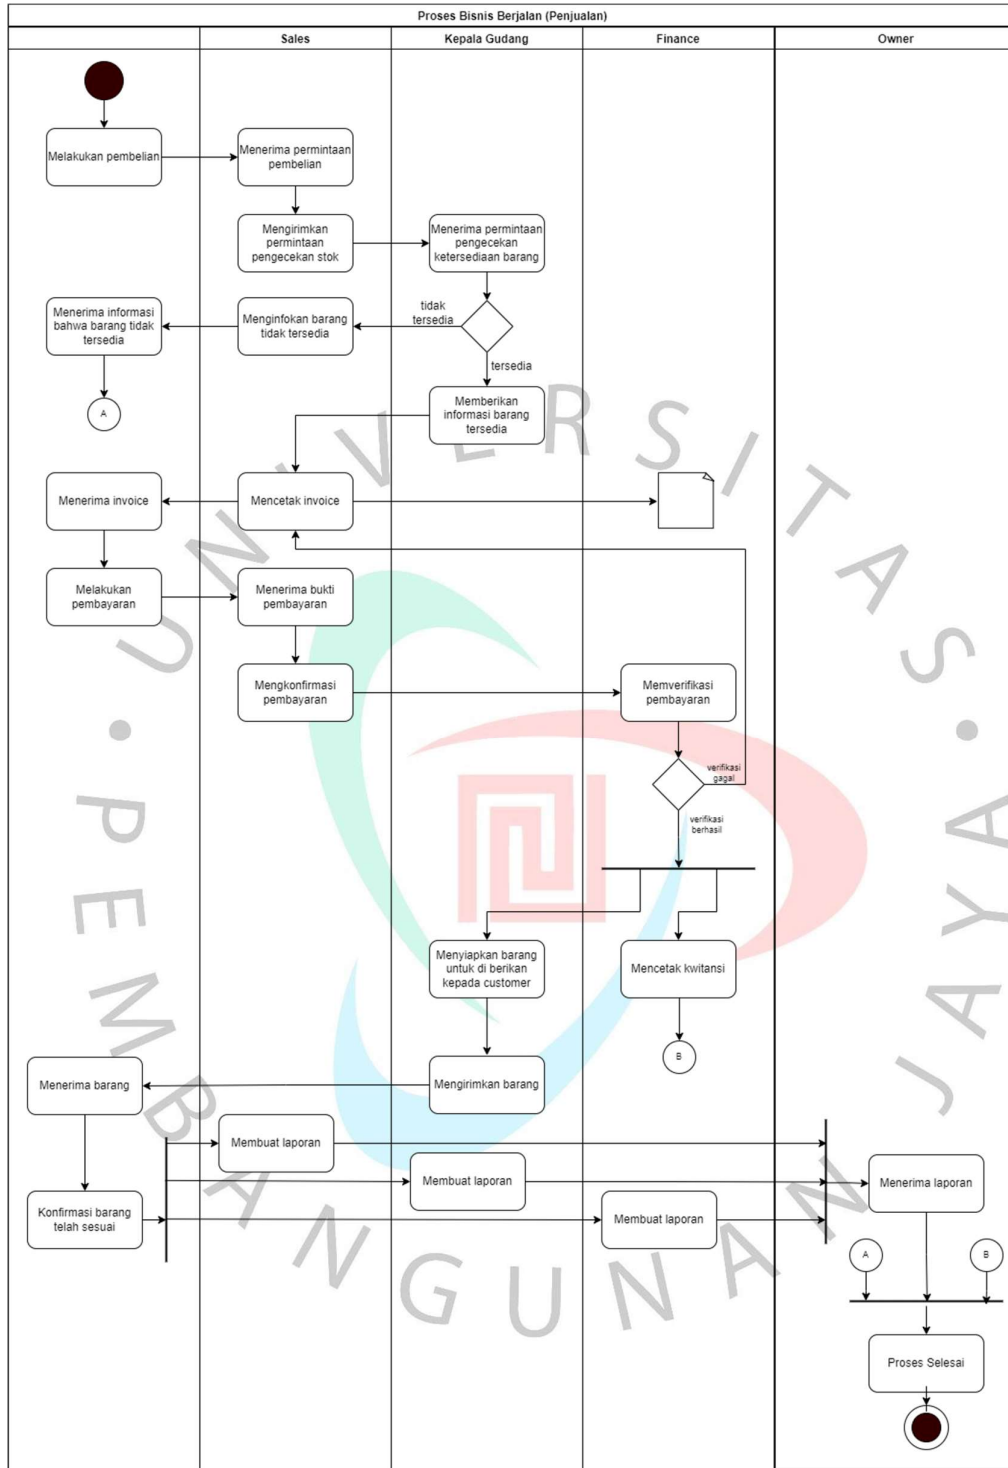 Proses Bisnis Berjalan (Penjualan)
Sales
Kepala Gudang
Finance
Owner
Melakukan pembelian
Menerima permintaan
pembelian
Mengirimkan
permintaan
pengecekan stok
Menerima permintaan
pengecekan
ketersediaan barang
tidak
tersedia
Menginfokan barang
tidak tersedia
Menerima informasi
bahwa barang tidak
tersedia
tersedia
A
Memberikan
informasi barang
tersedia
Menerima invoice
Mencetak invoice
Melakukan
pembayaran
Menerima bukti
pembayaran
Mengkonfirmasi
pembayaran
Memverifikasi
pembayaran
verifikasi
gagal
verifikasi
berhasil
Menyiapkan barang
untuk di berikan
kepada customer
Mencetak kwitansi
B
Menerima barang
Mengirimkan barang
Membuat laporan
Membuat laporan
Menerima laporan
Konfirmasi barang
telah sesuai
Membuat laporan
A
B
Proses Selesai
UNIVERSITAS
PEMBANGUNAN JAYA